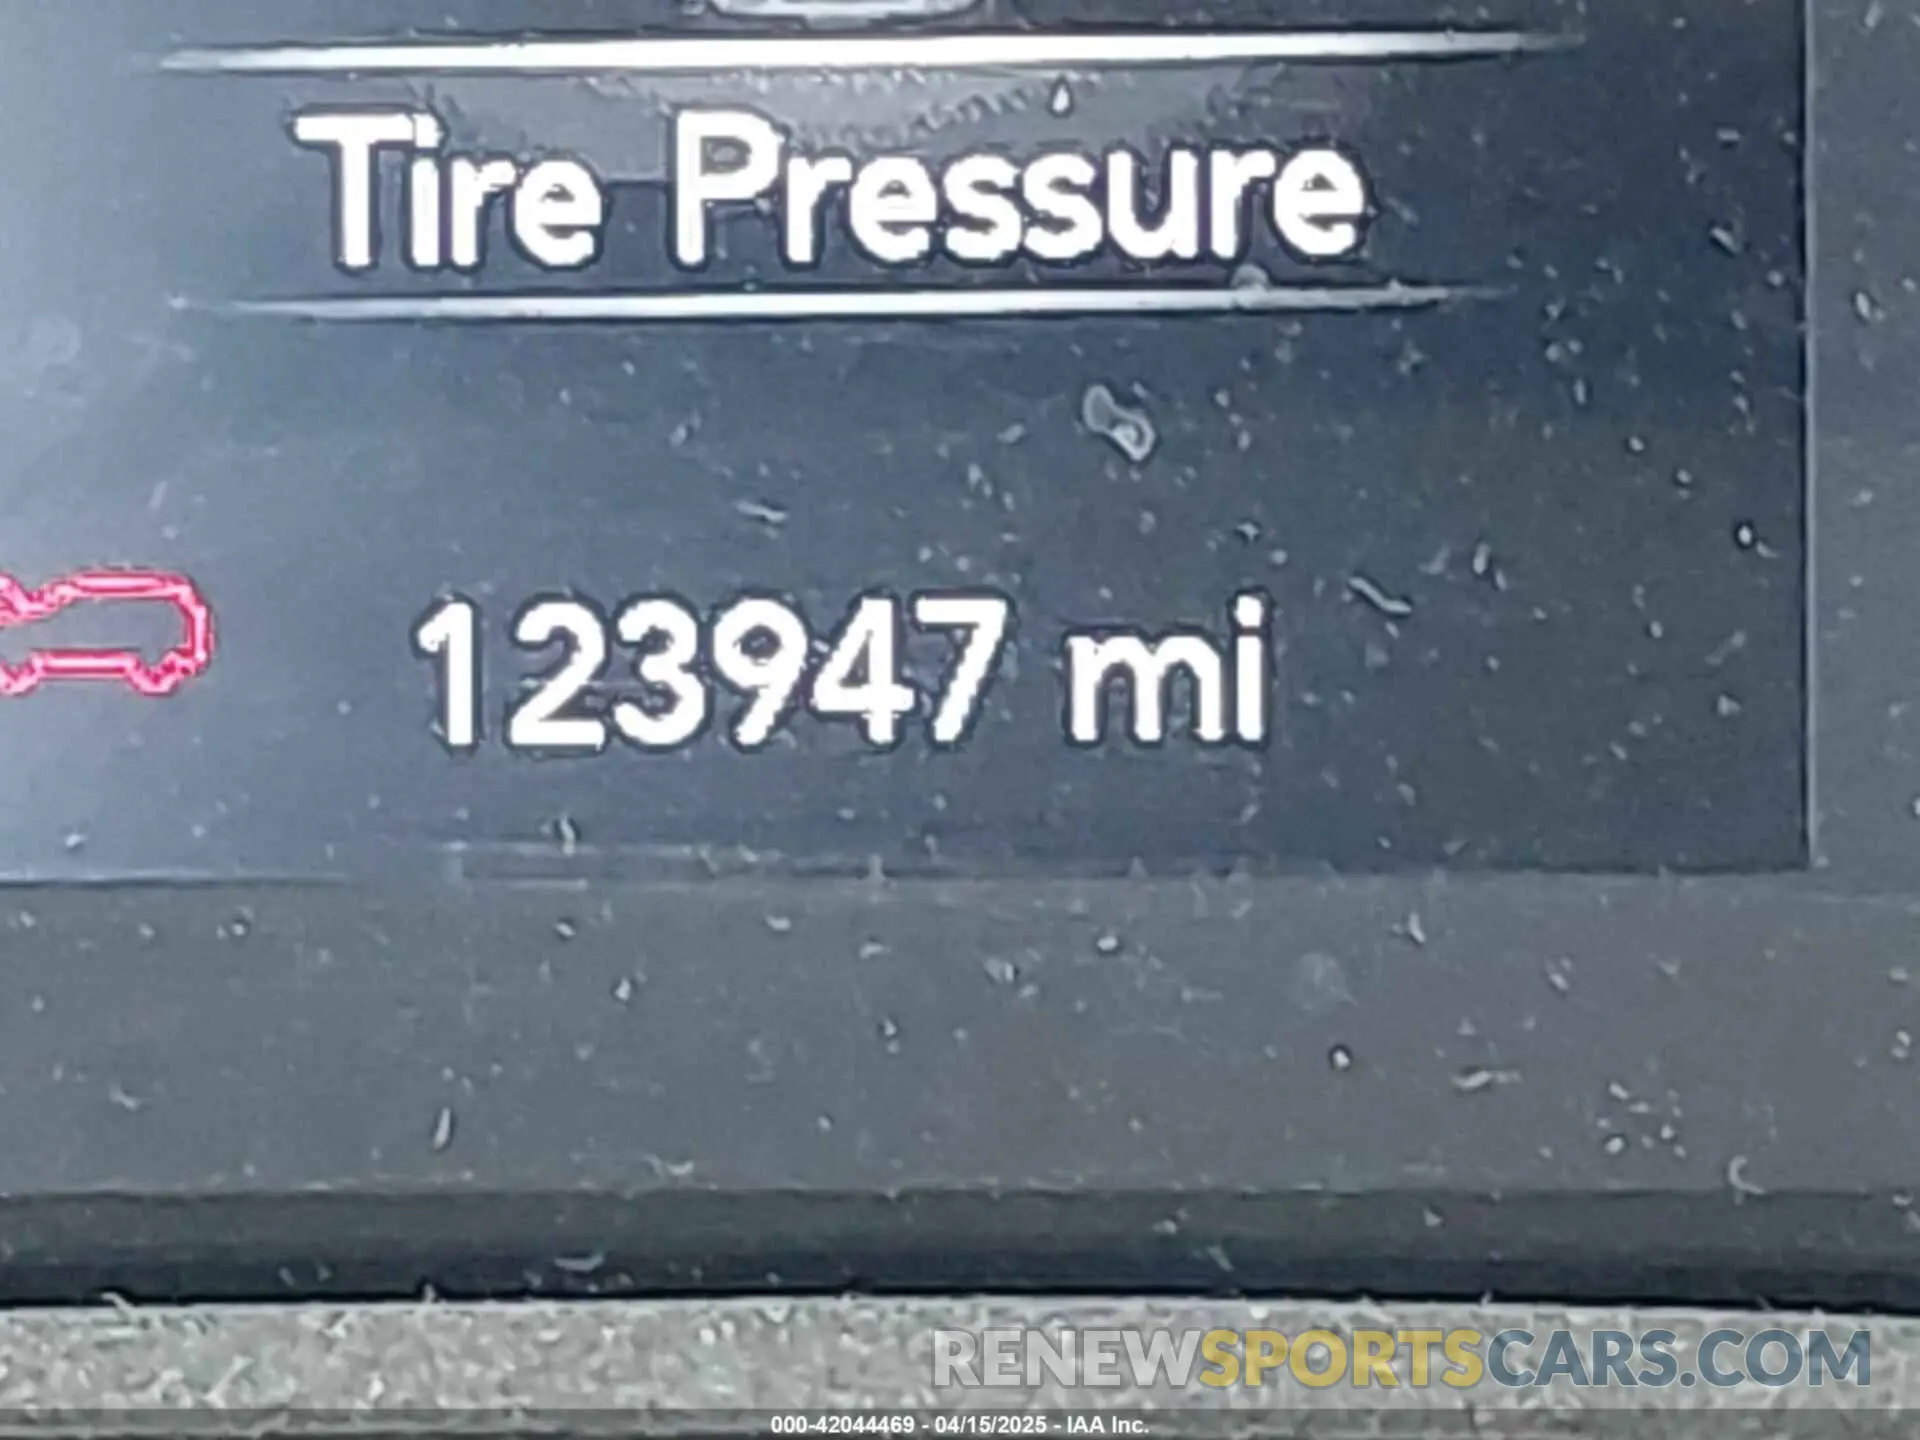 Tire Pressure
123947 mi
RENEWSPORTSCARS.COM
000-42044469 - 04/15/2025 - IAA Inc.